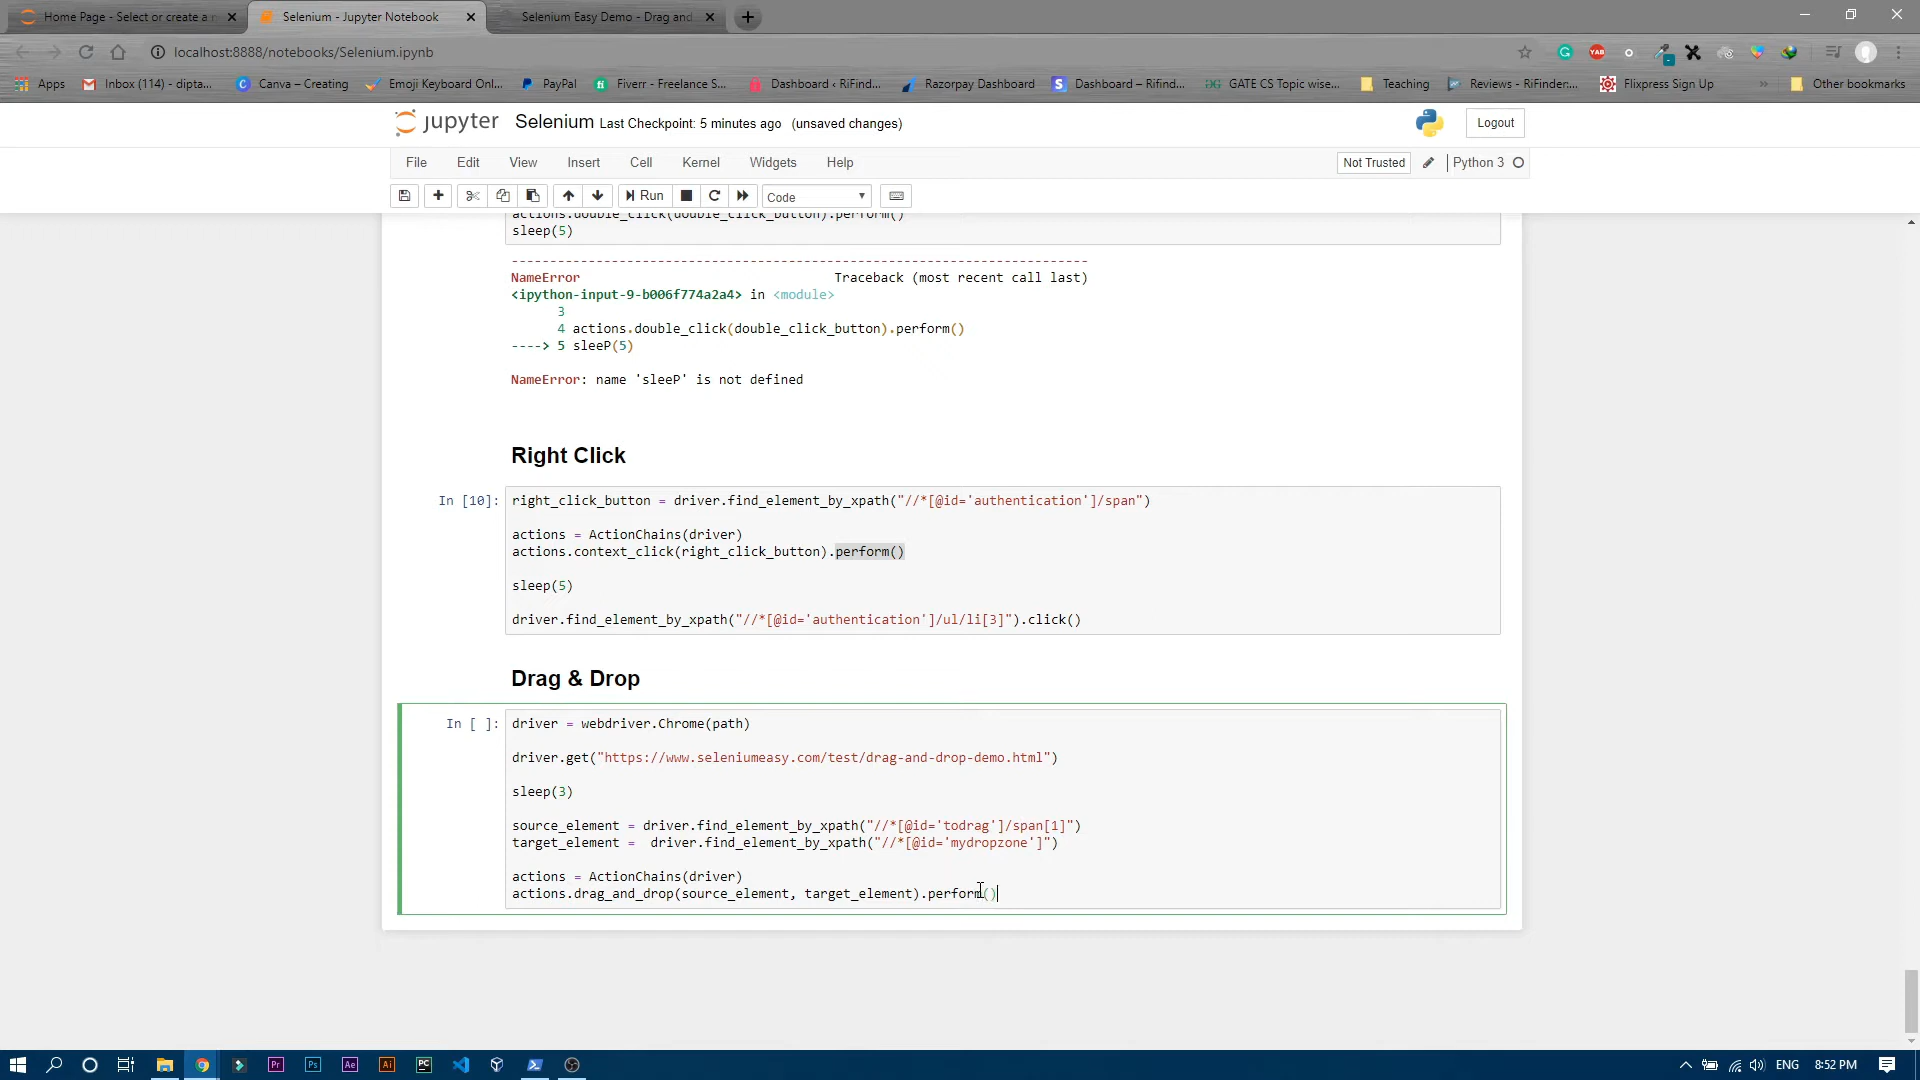 Home Page - Select or create a n
Selenium - Jupyter Notebook
Selenium Easy Demo - Drag and
localhost:8888/notebooks/Selenium.ipynb
Apps
Inbox (114) - dipta...
Canva – Creating
Emoji Keyboard Onl...
PayPal
Fiverr - Freelance S...
Dashboard ‹ RiFind...
Razorpay Dashboard
Dashboard – Rifind...
GATE CS Topic wise...
Teaching
Reviews - RiFinder:...
Flixpress Sign Up
Other bookmarks
jupyter Selenium Last Checkpoint: 5 minutes ago (unsaved changes)
Logout
File Edit View Insert Cell Kernel Widgets Help
Not Trusted
Python 3
Run
Code
actions.double_click(double_click_button).perform()
sleep(5)
---------------------------------------------------------------------------
NameError                                 Traceback (most recent call last)
<ipython-input-9-b006f774a2a4> in <module>
      3
      4 actions.double_click(double_click_button).perform()
----> 5 sleeP(5)
NameError: name 'sleeP' is not defined
Right Click
In [10]:
right_click_button = driver.find_element_by_xpath("//*[@id='authentication']/span")
actions = ActionChains(driver)
actions.context_click(right_click_button).perform()
sleep(5)
driver.find_element_by_xpath("//*[@id='authentication']/ul/li[3]").click()
Drag & Drop
In [ ]:
driver = webdriver.Chrome(path)
driver.get("https://www.seleniumeasy.com/test/drag-and-drop-demo.html")
sleep(3)
source_element = driver.find_element_by_xpath("//*[@id='todrag']/span[1]")
target_element =  driver.find_element_by_xpath("//*[@id='mydropzone']")
actions = ActionChains(driver)
actions.drag_and_drop(source_element, target_element).perform()
Pr
Ps
Ae
Ai
PC
ENG
8:52 PM